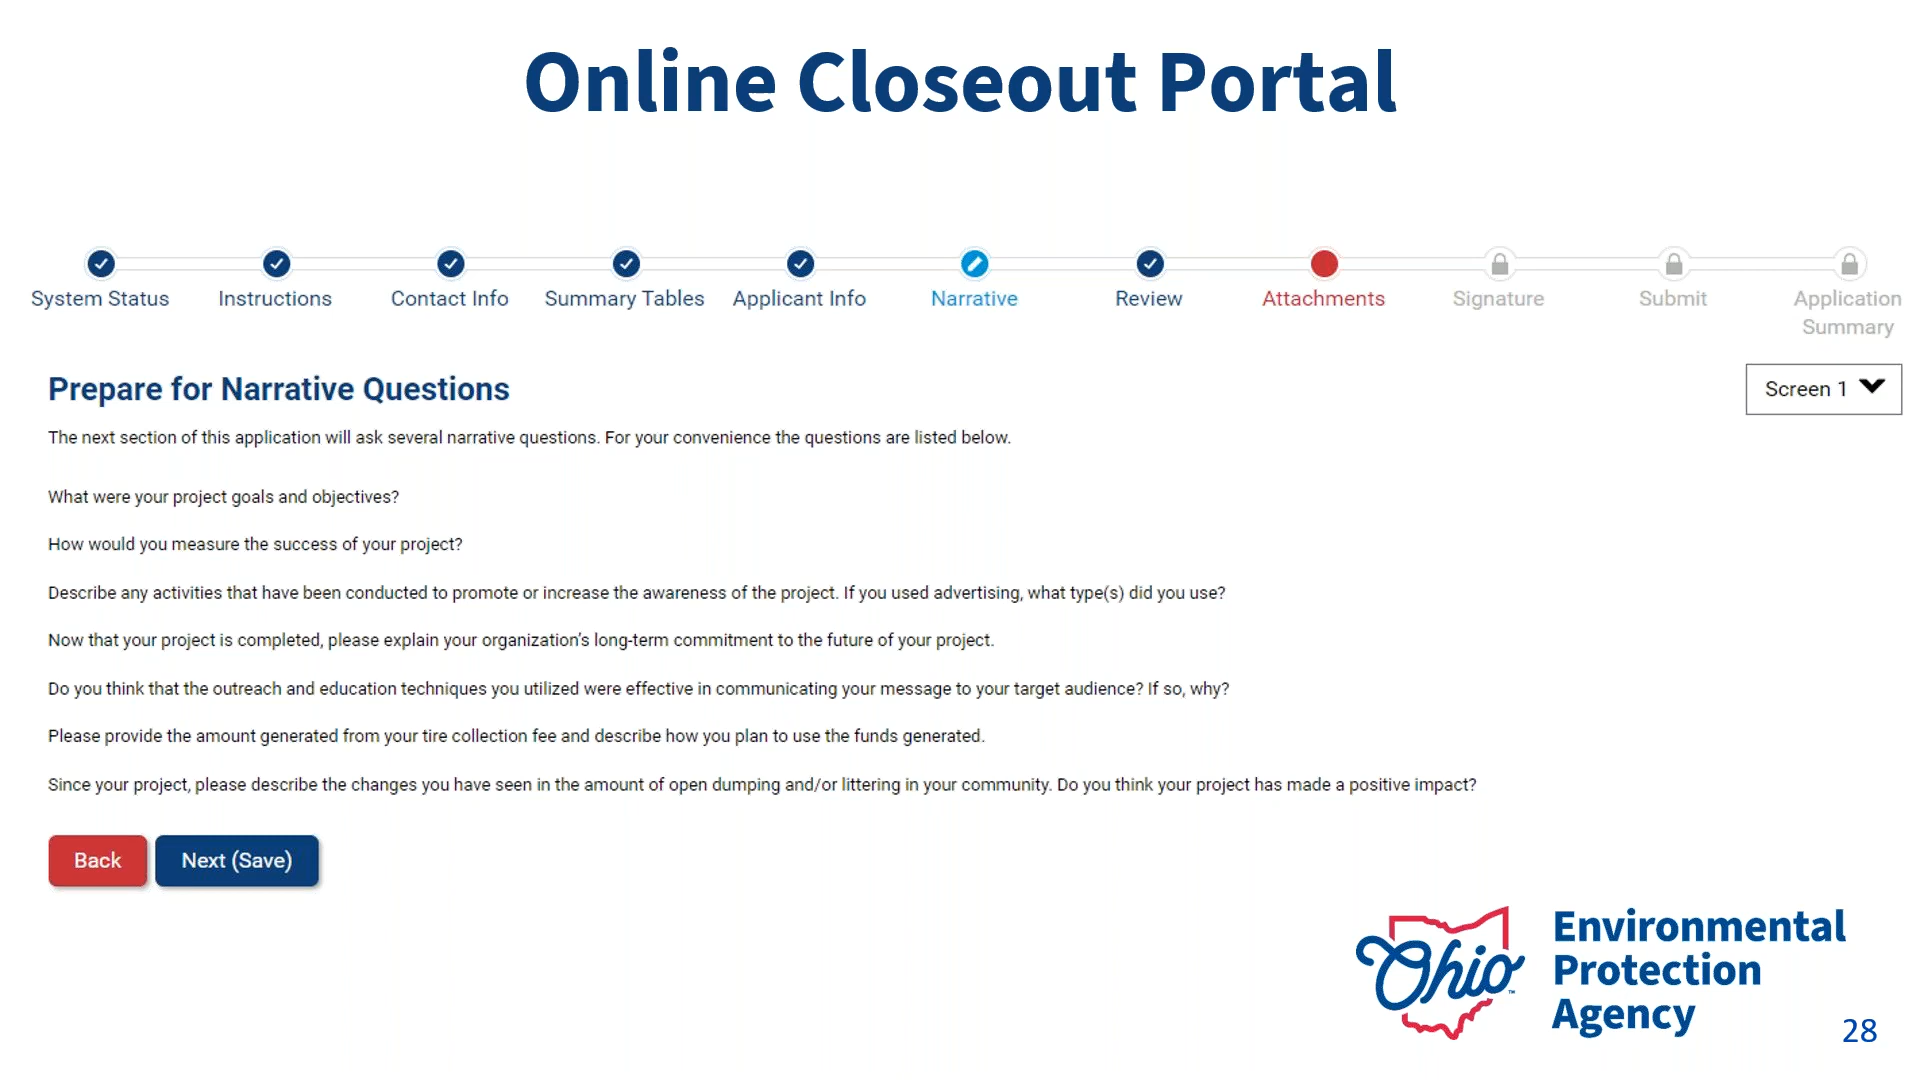 Online Closeout Portal
System Status
Instructions
Contact Info
Summary Tables
Applicant Info
Narrative
Review
Attachments
Signature
Submit
Application
Summary
Prepare for Narrative Questions
Screen 1
The next section of this application will ask several narrative questions. For your convenience the questions are listed below.
What were your project goals and objectives?
How would you measure the success of your project?
Describe any activities that have been conducted to promote or increase the awareness of the project. If you used advertising, what type(s) did you use?
Now that your project is completed, please explain your organization's long-term commitment to the future of your project.
Do you think that the outreach and education techniques you utilized were effective in communicating your message to your target audience? If so, why?
Please provide the amount generated from your tire collection fee and describe how you plan to use the funds generated.
Since your project, please describe the changes you have seen in the amount of open dumping and/or littering in your community. Do you think your project has made a positive impact?
Back
Next (Save)
Ohio™
Environmental
Protection
Agency
28